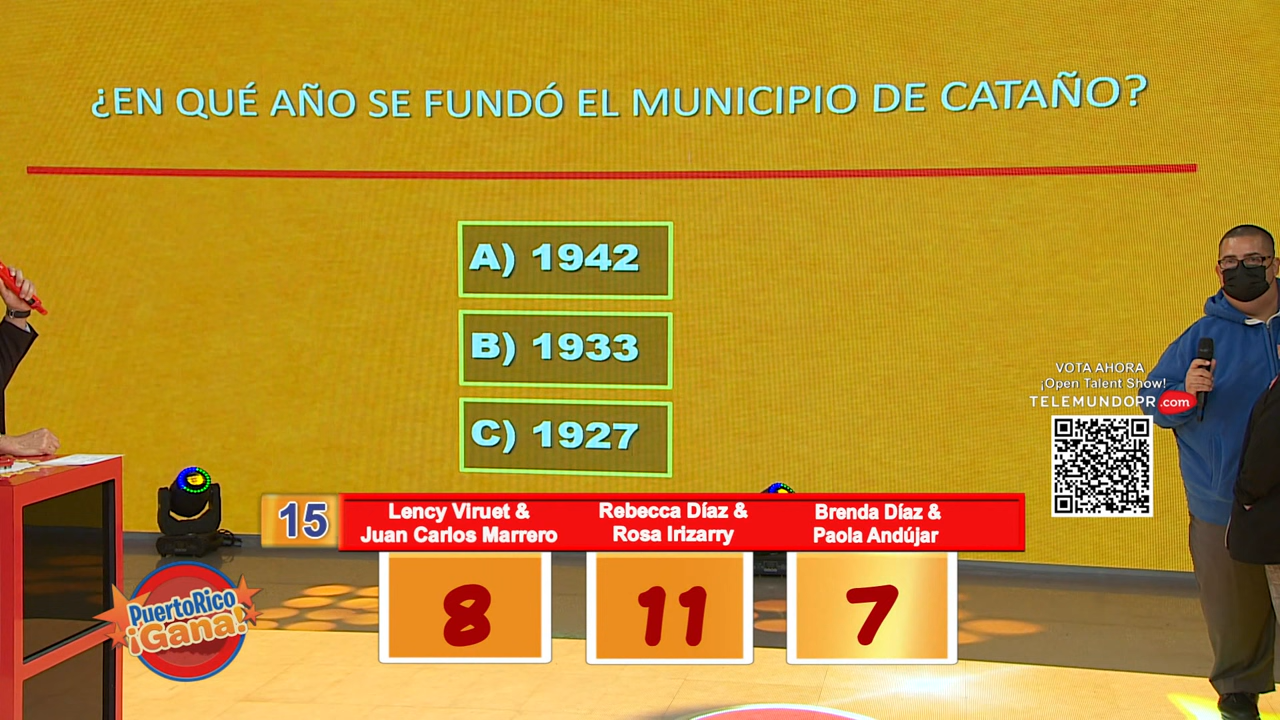 ¿EN QUÉ AÑO SE FUNDÓ EL MUNICIPIO DE CATAÑO?
A) 1942
B) 1933
C) 1927
VOTA AHORA
¡Open Talent Show!
TELEMUNDOPR.com
15
Lency Viruet &
Juan Carlos Marrero
Rebecca Díaz &
Rosa Irizarry
Brenda Díaz &
Paola Andújar
8
11
7
PuertoRico
¡Gana!